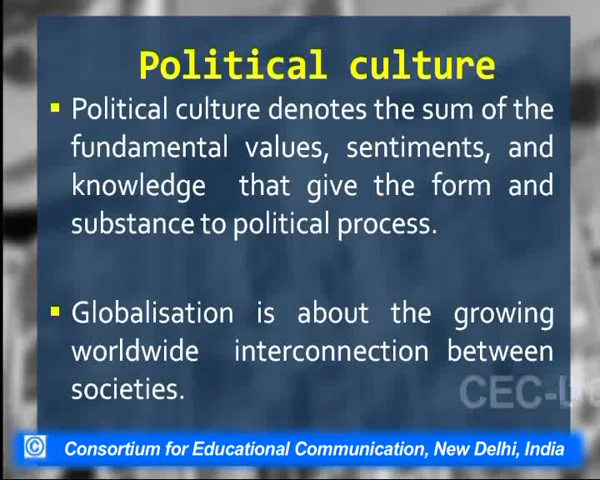 Political culture
▪ Political culture denotes the sum of the
fundamental values, sentiments, and
knowledge that give the form and
substance to political process.
▪ Globalisation is about the growing
worldwide interconnection between
societies.
CEC-U
© Consortium for Educational Communication, New Delhi, India